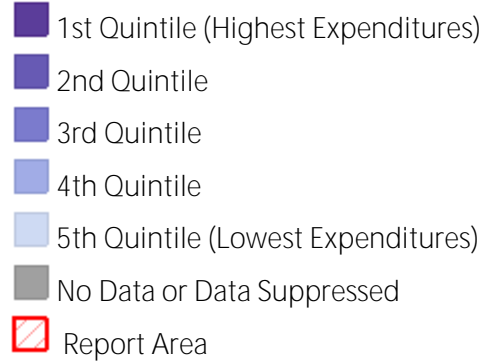 1st Quintile (Highest Expenditures)
2nd Quintile
3rd Quintile
4th Quintile
5th Quintile (Lowest Expenditures)
No Data or Data Suppressed
Report Area